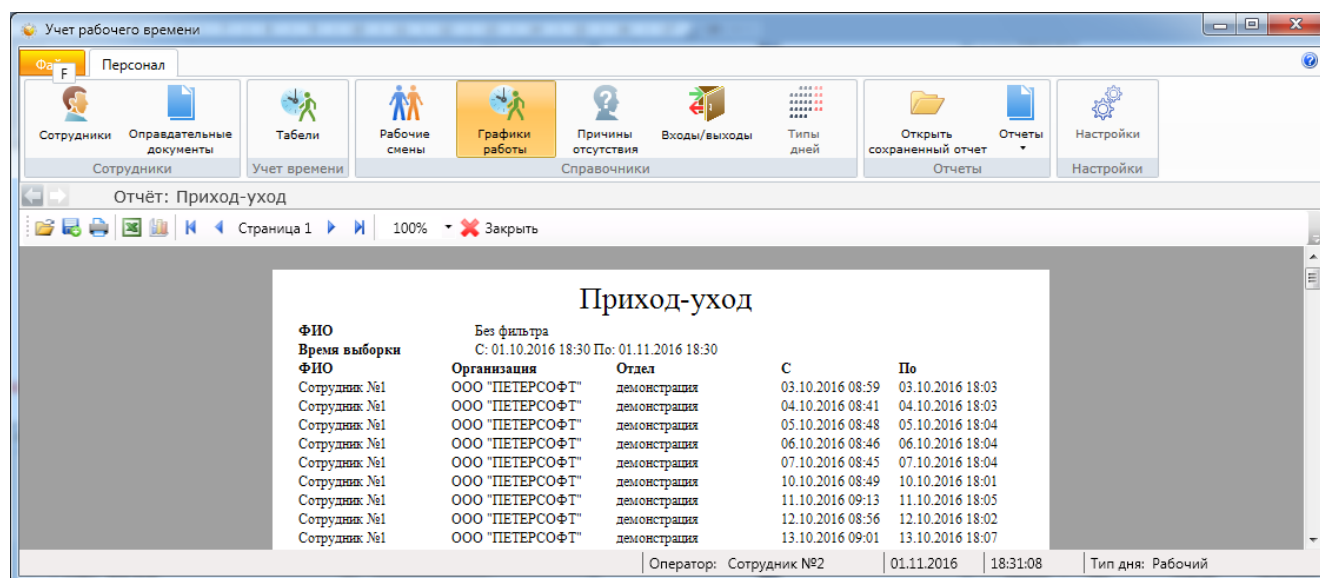 Учет рабочего времени
F Персонал
Сотрудники Оправдательные документы Табели Рабочие смены Графики работы Причины отсутствия Входы/выходы Типы дней Открыть сохраненный отчет Отчеты Настройки
Сотрудники Учет времени Справочники Отчеты Настройки
Отчёт: Приход-уход
Страница 1 100% Закрыть
Приход-уход
ФИО Без фильтра
Время выборки С: 01.10.2016 18:30 По: 01.11.2016 18:30
ФИО Организация Отдел С По
Сотрудник №1 ООО "ПЕТЕРСОФТ" демонстрация 03.10.2016 08:59 03.10.2016 18:03
Сотрудник №1 ООО "ПЕТЕРСОФТ" демонстрация 04.10.2016 08:41 04.10.2016 18:03
Сотрудник №1 ООО "ПЕТЕРСОФТ" демонстрация 05.10.2016 08:48 05.10.2016 18:04
Сотрудник №1 ООО "ПЕТЕРСОФТ" демонстрация 06.10.2016 08:46 06.10.2016 18:04
Сотрудник №1 ООО "ПЕТЕРСОФТ" демонстрация 07.10.2016 08:45 07.10.2016 18:04
Сотрудник №1 ООО "ПЕТЕРСОФТ" демонстрация 10.10.2016 08:49 10.10.2016 18:01
Сотрудник №1 ООО "ПЕТЕРСОФТ" демонстрация 11.10.2016 09:13 11.10.2016 18:05
Сотрудник №1 ООО "ПЕТЕРСОФТ" демонстрация 12.10.2016 08:56 12.10.2016 18:02
Сотрудник №1 ООО "ПЕТЕРСОФТ" демонстрация 13.10.2016 09:01 13.10.2016 18:07
Оператор: Сотрудник №2 01.11.2016 18:31:08 Тип дня: Рабочий